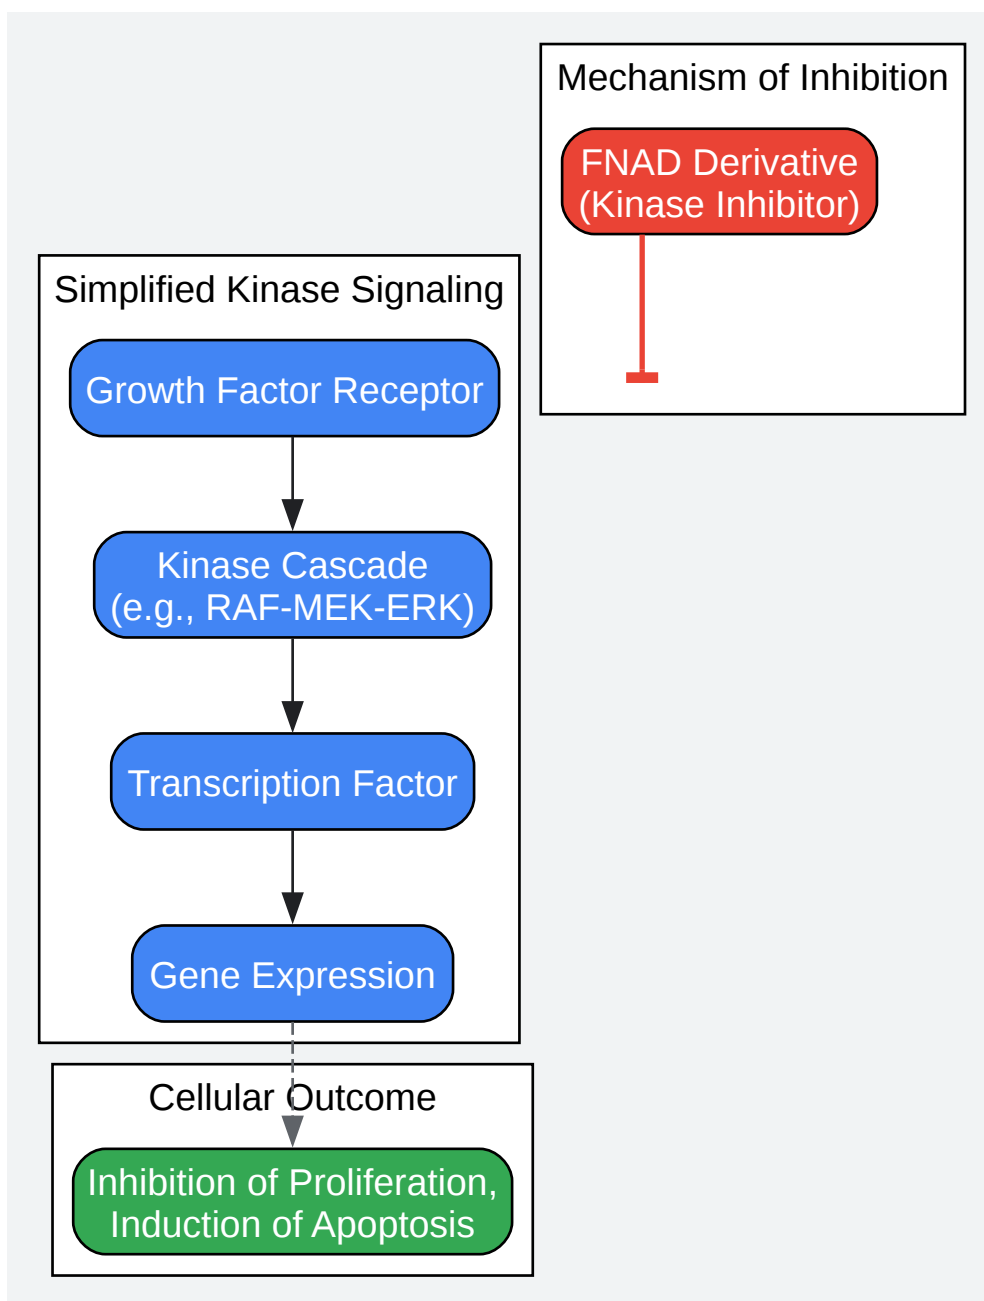 Mechanism of Inhibition
FNAD Derivative
(Kinase Inhibitor)
Simplified Kinase Signaling
Growth Factor Receptor
Kinase Cascade
(e.g., RAF-MEK-ERK)
Transcription Factor
Gene Expression
Cellular Outcome
Inhibition of Proliferation,
Induction of Apoptosis